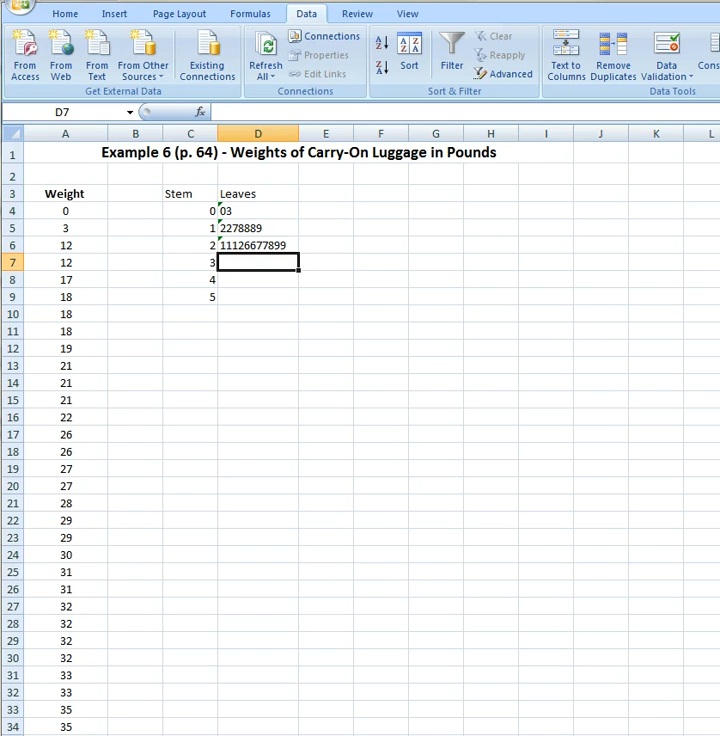 Home Insert Page Layout Formulas Data Review View
From Access From Web From Text From Other Sources Existing Connections
Get External Data
Refresh All Connections Properties Edit Links
Connections
Sort Filter Clear Reapply Advanced
Sort & Filter
Text to Columns Remove Duplicates Data Validation Cons
Data Tools
D7 fx
A B C D E F G H I J K L
1 Example 6 (p. 64) - Weights of Carry-On Luggage in Pounds
2
3 Weight Stem Leaves
4 0 0 03
5 3 1 2278889
6 12 2 11126677899
7 12 3
8 17 4
9 18 5
10 18
11 18
12 19
13 21
14 21
15 21
16 22
17 26
18 26
19 27
20 27
21 28
22 29
23 29
24 30
25 31
26 31
27 32
28 32
29 32
30 32
31 33
32 33
33 35
34 35